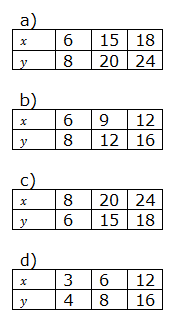 a)
x 6 15 18
y 8 20 24
b)
x 6 9 12
y 8 12 16
c)
x 8 20 24
y 6 15 18
d)
x 3 6 12
y 4 8 16